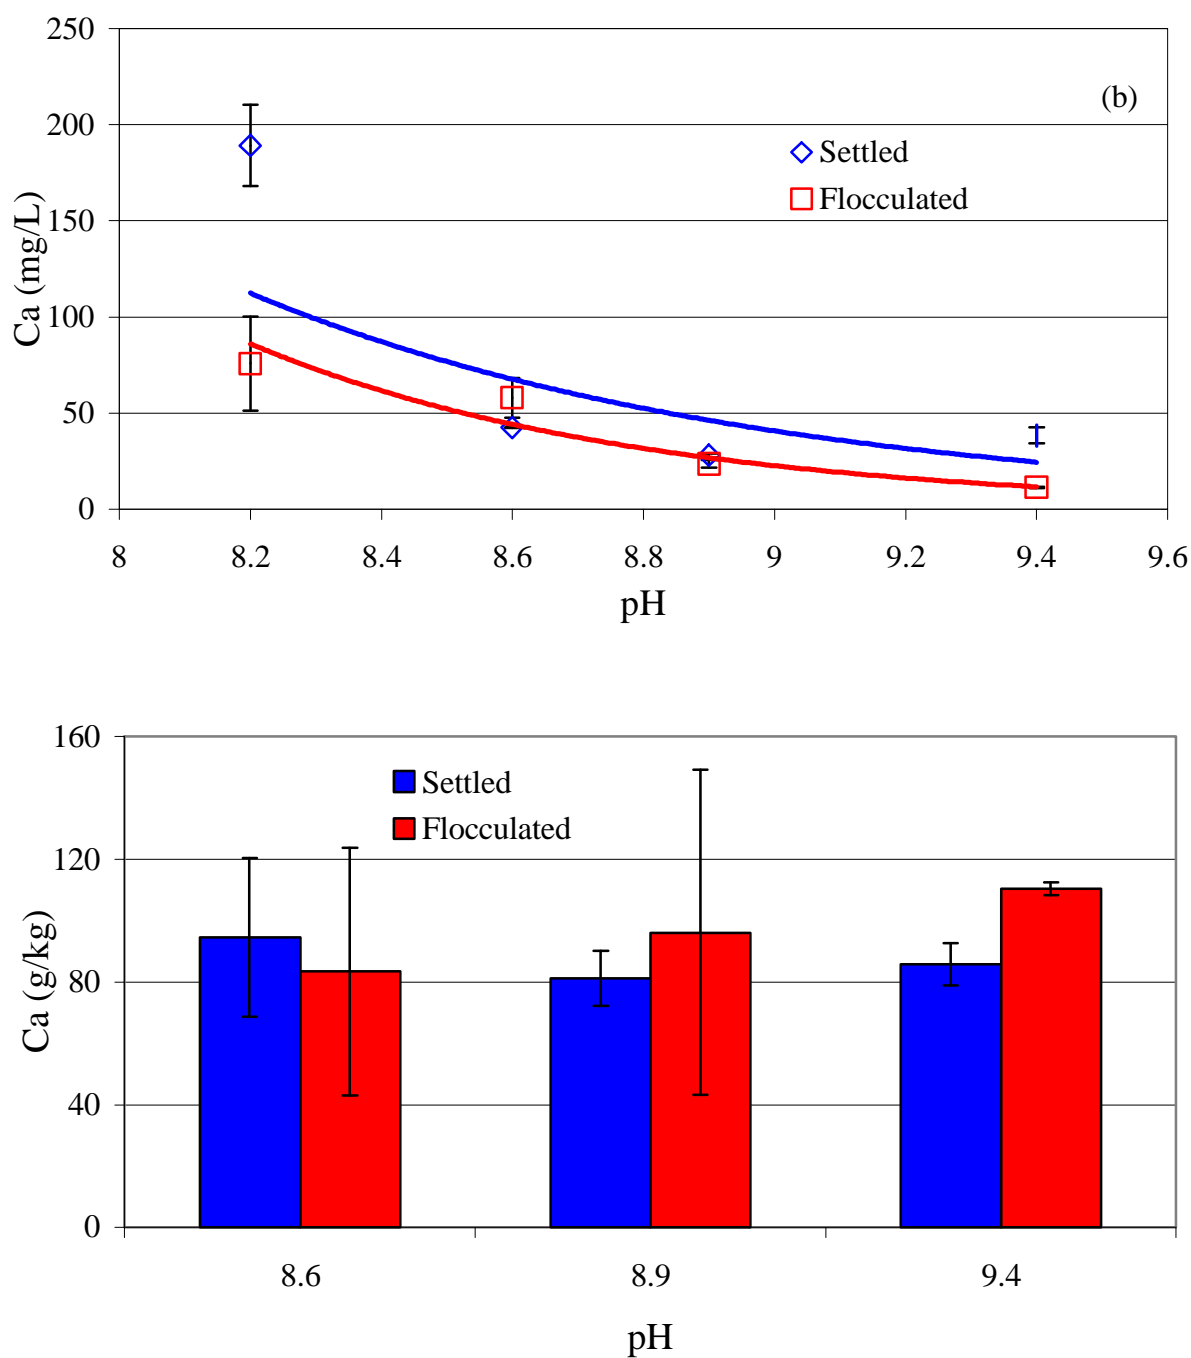 250
(b)
200
Settled
Flocculated
150
Ca (mg/L)
100
50
0
8 8.2 8.4 8.6 8.8 9 9.2 9.4 9.6
pH
160
Settled
Flocculated
120
Ca (g/kg)
80
40
0
8.6 8.9 9.4
pH